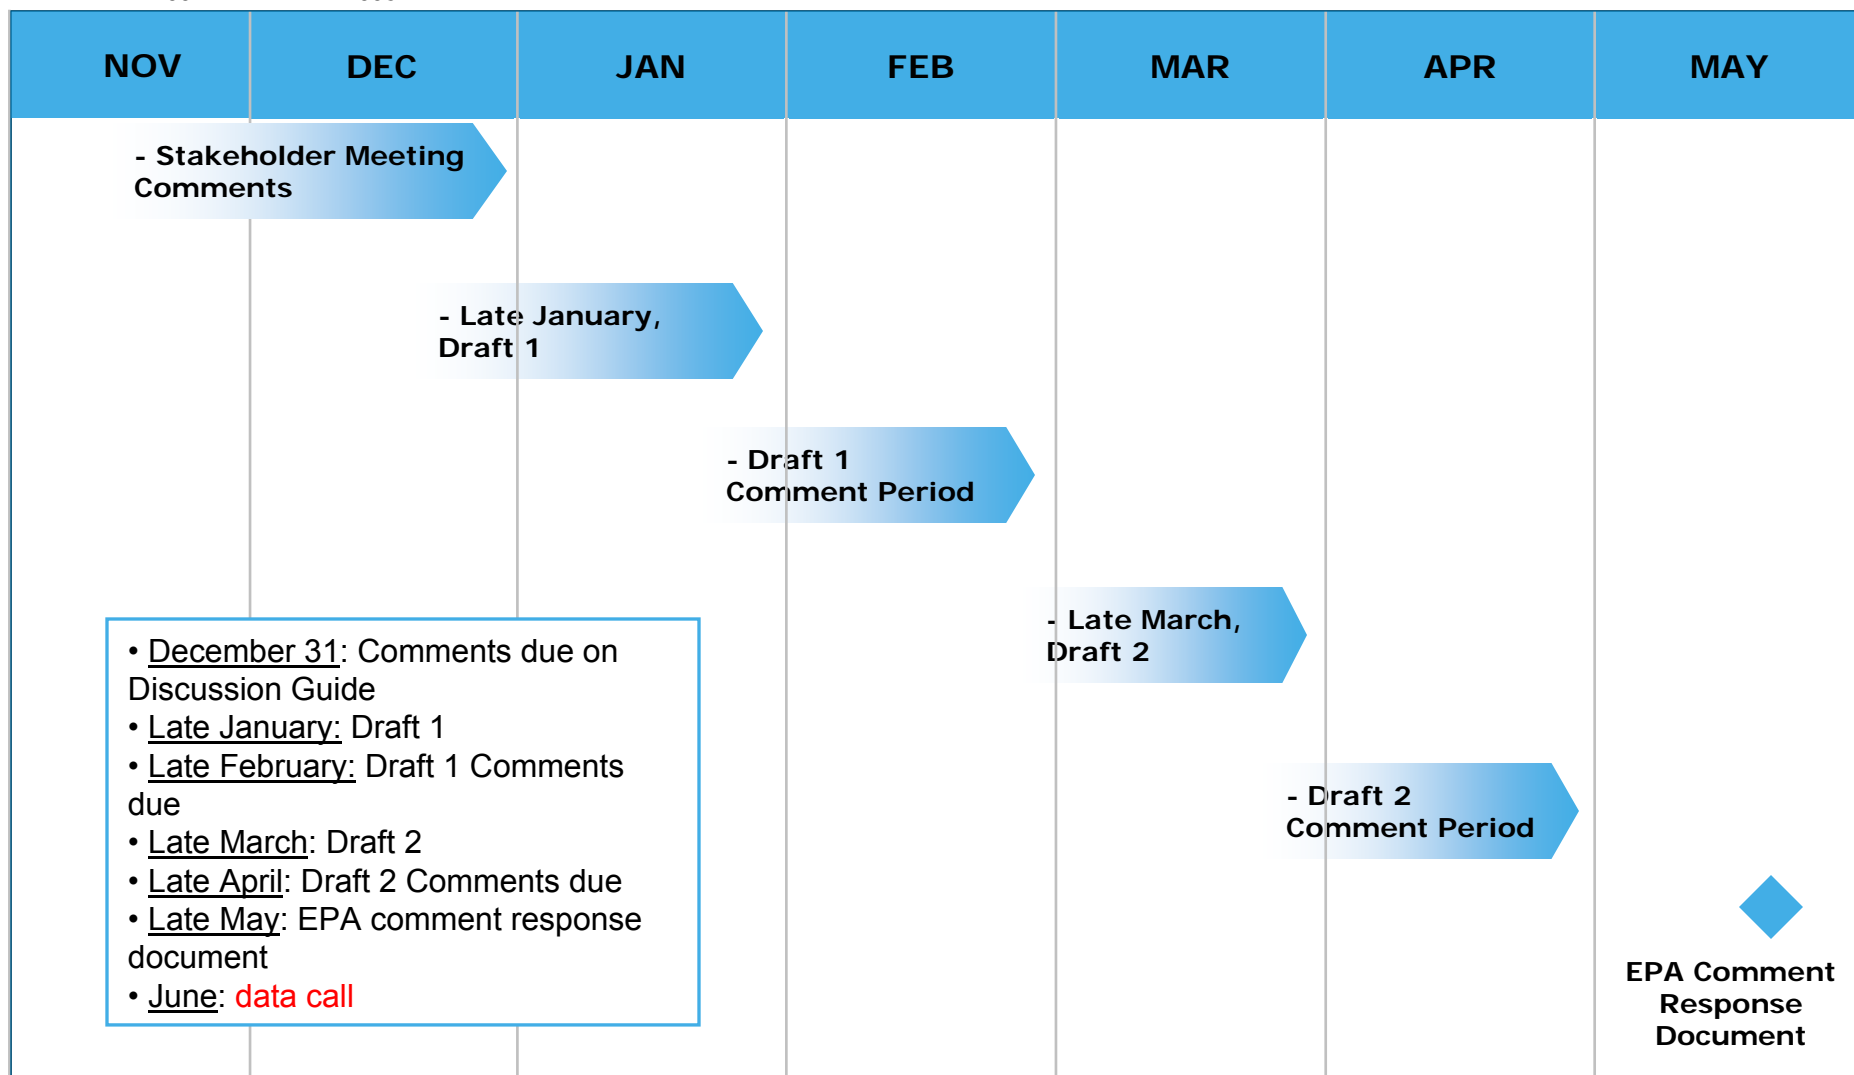 NOV DEC JAN FEB MAR APR MAY
- Stakeholder Meeting
Comments
- Late January,
Draft 1
- Draft 1
Comment Period
- Late March,
Draft 2
- Draft 2
Comment Period
• December 31: Comments due on
Discussion Guide
• Late January: Draft 1
• Late February: Draft 1 Comments
due
• Late March: Draft 2
• Late April: Draft 2 Comments due
• Late May: EPA comment response
document
• June: data call
EPA Comment
Response
Document